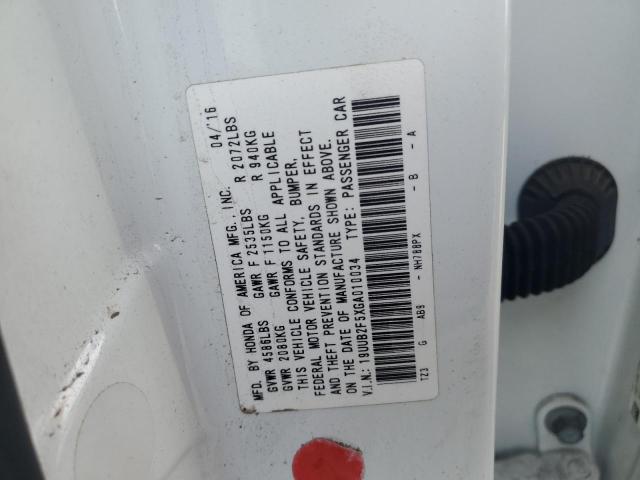 MFD. BY HONDA OF AMERICA MFG., INC. 04/'16
GVWR 4586LBS GAWR F 2535LBS R 2072LBS
GVWR 2080KG GAWR F 1150KG R 940KG
THIS VEHICLE CONFORMS TO ALL APPLICABLE
FEDERAL MOTOR VEHICLE SAFETY, BUMPER,
AND THEFT PREVENTION STANDARDS IN EFFECT
ON THE DATE OF MANUFACTURE SHOWN ABOVE.
V.I.N.: 19UUB2F5XGA010034 TYPE: PASSENGER CAR
TZ3 G AB9 - NH788PX - B - A